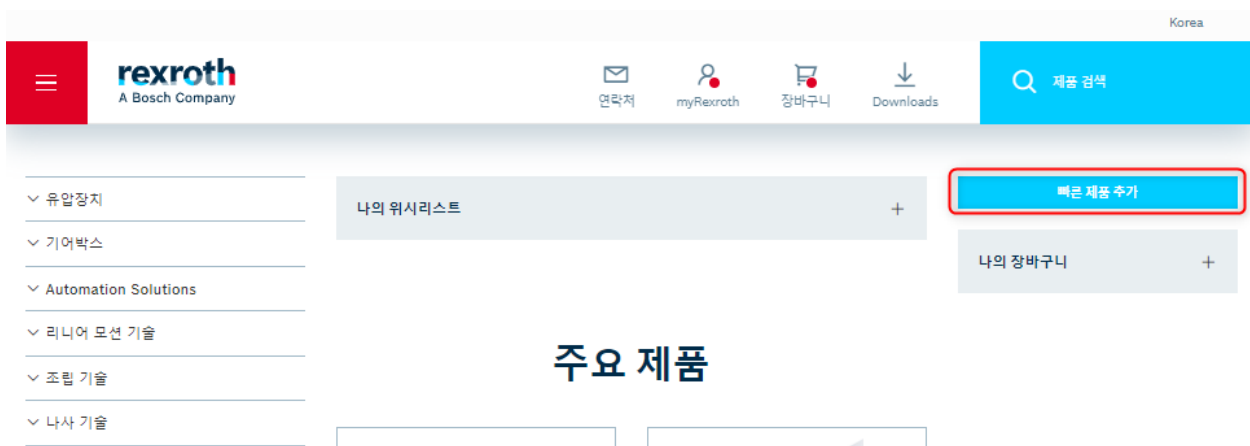 Korea
rexroth
A Bosch Company
연락처
myRexroth
장바구니
Downloads
제품 검색
유압장치
기어박스
Automation Solutions
리니어 모션 기술
조립 기술
나사 기술
나의 위시리스트
빠른 제품 추가
나의 장바구니
주요 제품